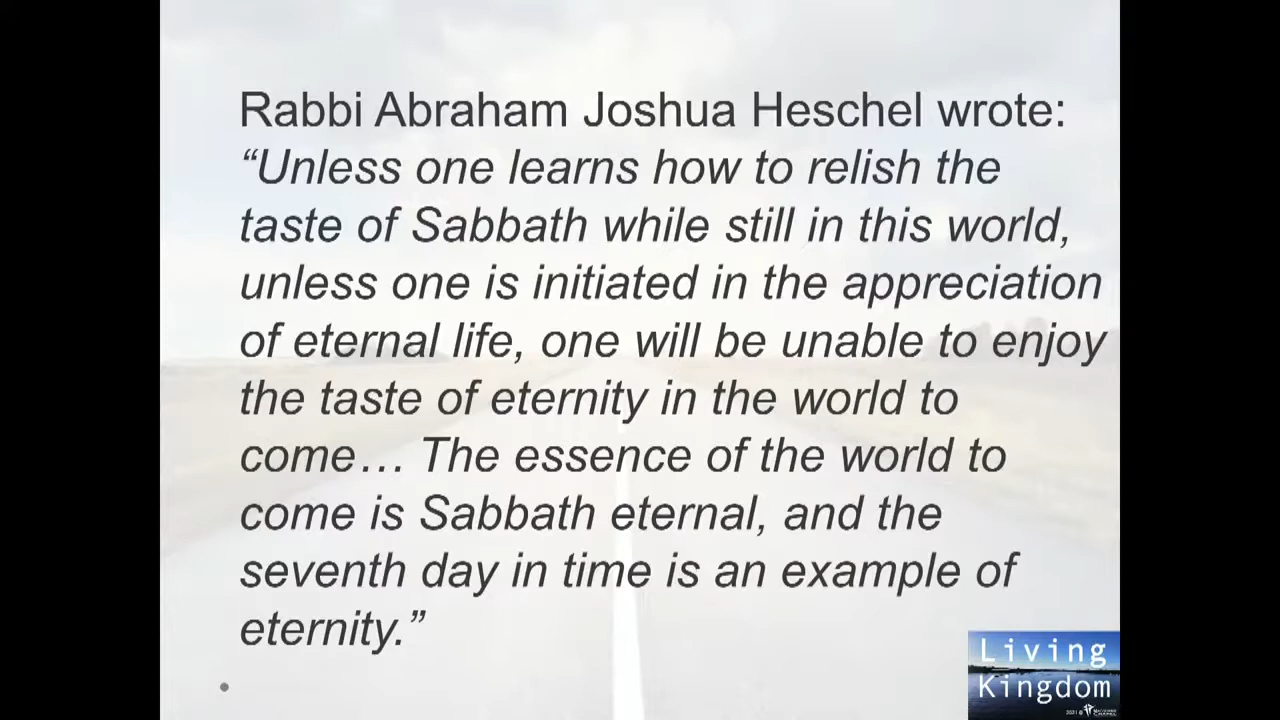 Rabbi Abraham Joshua Heschel wrote:
“Unless one learns how to relish the
taste of Sabbath while still in this world,
unless one is initiated in the appreciation
of eternal life, one will be unable to enjoy
the taste of eternity in the world to
come… The essence of the world to
come is Sabbath eternal, and the
seventh day in time is an example of
eternity.”
Living
Kingdom
2021